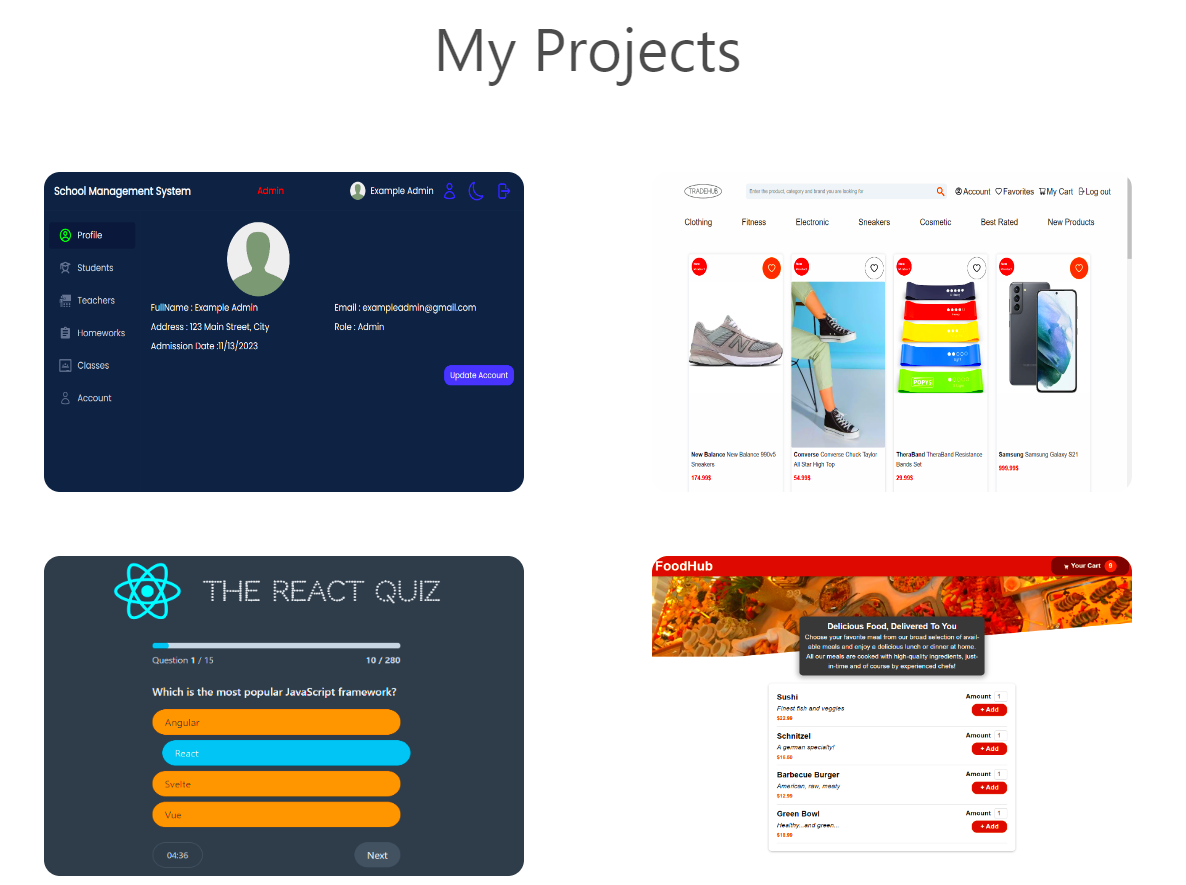 My Projects
School Management System
Admin
Example Admin
Profile
Students
Teachers
Homeworks
Classes
Account
FullName : Example Admin
Email : exampleadmin@gmail.com
Address : 123 Main Street, City
Role : Admin
Admission Date :11/13/2023
Update Account
TRADEHUB
Enter the product, category and brand you are looking for
Account
Favorites
My Cart
Log out
Clothing
Fitness
Electronic
Sneakers
Cosmetic
Best Rated
New Products
New Balance New Balance 990v5
Sneakers
174.99$
Converse Converse Chuck Taylor
All Star High Top
54.99$
TheraBand TheraBand Resistance
Bands Set
29.99$
Samsung Samsung Galaxy S21
999.99$
THE REACT QUIZ
Question 1 / 15
10 / 280
Which is the most popular JavaScript framework?
Angular
React
Svelte
Vue
04:36
Next
FoodHub
Your Cart 9
Delicious Food, Delivered To You
Choose your favorite meal from our broad selection of avail-
able meals and enjoy a delicious lunch or dinner at home.
All our meals are cooked with high-quality ingredients, just-
in-time and of course by experienced chefs!
Sushi
Finest fish and veggies
$22.99
Amount 1
+ Add
Schnitzel
A german specialty!
Amount 1
+ Add
Barbecue Burger
American, raw, meaty
$12.99
Amount 1
+ Add
Green Bowl
Healthy...and green...
Amount 1
+ Add